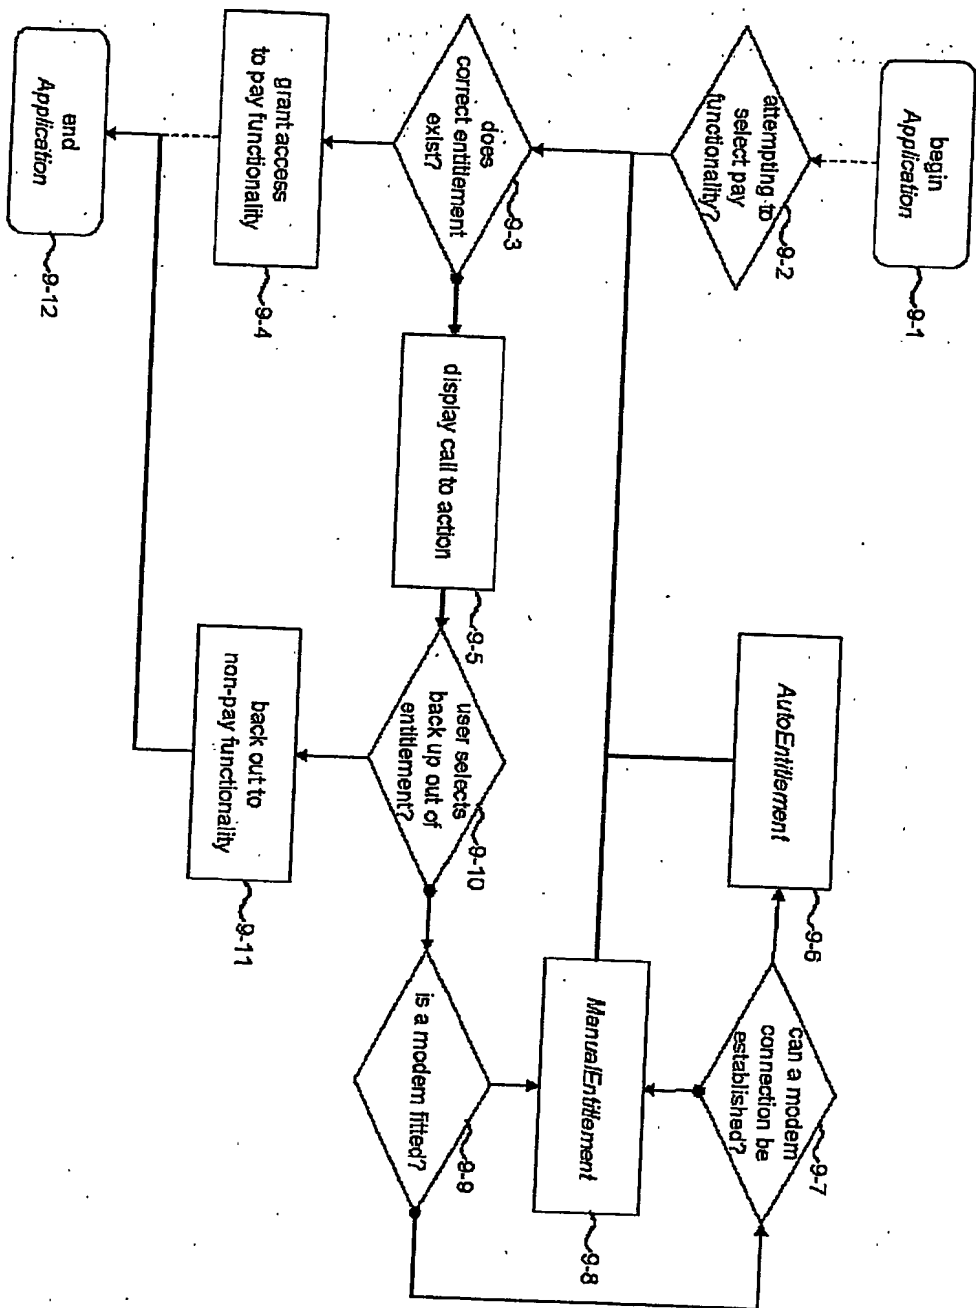 begin
Application
9-1
attempting to
select pay
functionality?
9-2
does
correct entitlement
exist?
9-3
grant access
to pay functionality
9-4
end
Application
9-12
display call to action
9-5
user selects
back up out of
entitlement?
9-10
back out to
non-pay functionality
9-11
is a modem fitted?
9-9
ManualEntitlement
9-8
can a modem
connection be
established?
9-7
AutoEntitlement
9-6